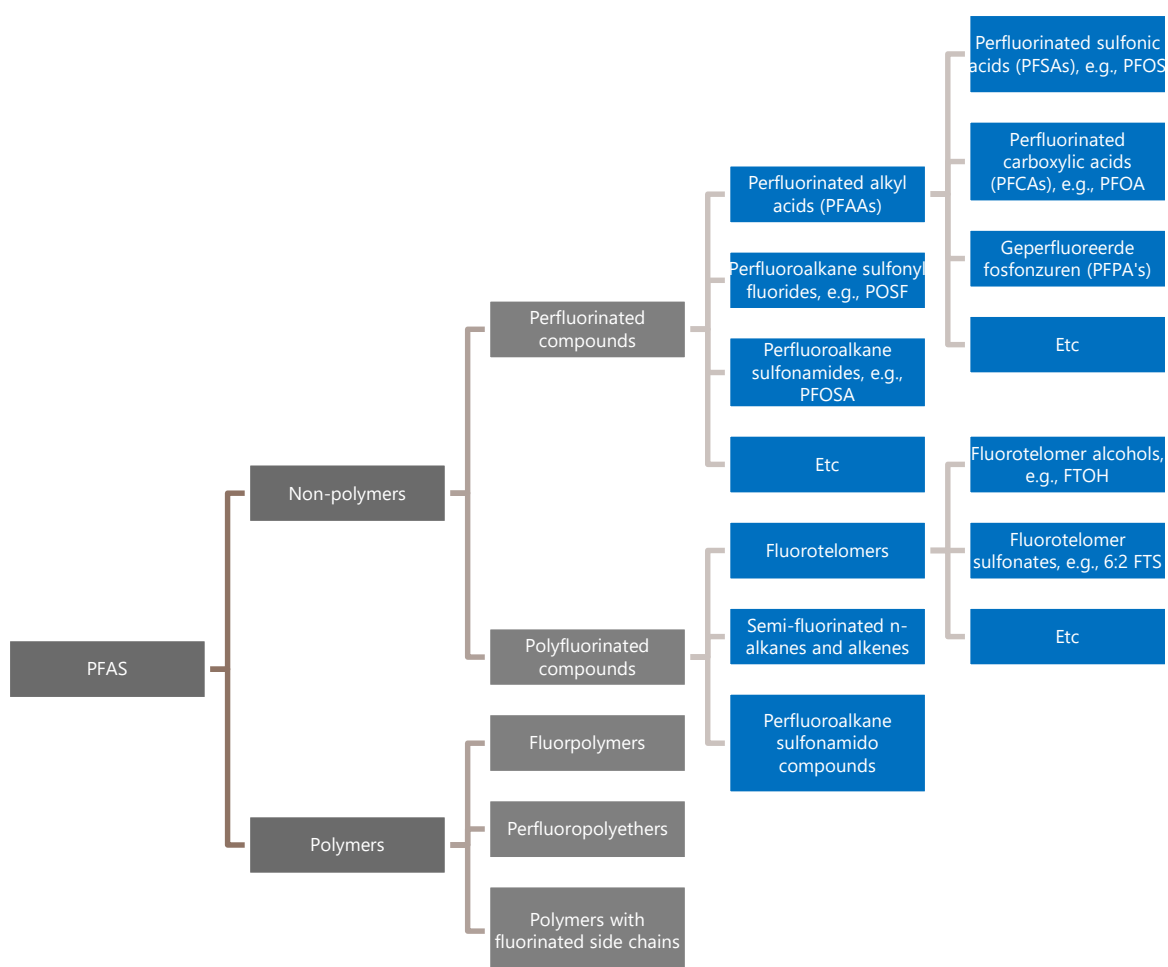 PFAS
Non-polymers
Perfluorinated
compounds
Perfluorinated alkyl
acids (PFAAs)
Perfluorinated sulfonic
acids (PFSAs), e.g., PFOS
Perfluorinated
carboxylic acids
(PFCAs), e.g., PFOA
Geperfluoreerde
fosfonzuren (PFPA's)
Etc
Perfluoroalkane sulfonyl
fluorides, e.g., POSF
Perfluoroalkane
sulfonamides, e.g.,
PFOSA
Etc
Polyfluorinated
compounds
Fluorotelomers
Fluorotelomer alcohols,
e.g., FTOH
Fluorotelomer
sulfonates, e.g., 6:2 FTS
Etc
Semi-fluorinated n-
alkanes and alkenes
Perfluoroalkane
sulfonamido
compounds
Polymers
Fluorpolymers
Perfluoropolyethers
Polymers with
fluorinated side chains